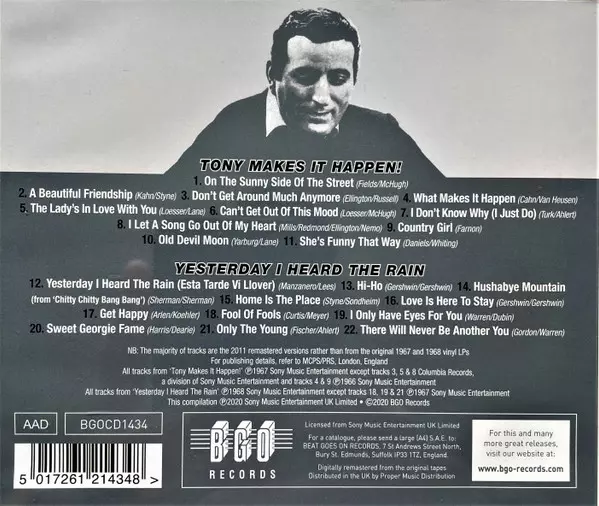 TONY MAKES IT HAPPEN!
1. On The Sunny Side Of The Street (Fields/McHugh)
2. A Beautiful Friendship (Kahn/Styne) 3. Don't Get Around Much Anymore (Ellington/Russell) 4. What Makes It Happen (Cahn/Van Heusen)
5. The Lady's In Love With You (Loesser/Lane) 6. Can't Get Out Of This Mood (Loesser/McHugh) 7. I Don't Know Why (I Just Do) (Turk/Ahlert)
8. I Let A Song Go Out Of My Heart (Mills/Redmond/Ellington/Nemo) 9. Country Girl (Farnon)
10. Old Devil Moon (Yarburg/Lane) 11. She's Funny That Way (Daniels/Whiting)
YESTERDAY I HEARD THE RAIN
12. Yesterday I Heard The Rain (Esta Tarde Vi Llover) (Manzanero/Lees) 13. Hi-Ho (Gershwin/Gershwin) 14. Hushabye Mountain
(from 'Chitty Chitty Bang Bang') (Sherman/Sherman) 15. Home Is The Place (Styne/Sondheim) 16. Love Is Here To Stay (Gershwin/Gershwin)
17. Get Happy (Arlen/Koehler) 18. Fool Of Fools (Curtis/Meyer) 19. I Only Have Eyes For You (Warren/Dubin)
20. Sweet Georgie Fame (Harris/Dearie) 21. Only The Young (Fischer/Ahlert) 22. There Will Never Be Another You (Gordon/Warren)
NB: The majority of tracks are the 2011 remastered versions rather than from the original 1967 and 1968 vinyl LPs
For publishing details, refer to MCPS/PRS, London, England
All tracks from 'Tony Makes It Happen!' ℗1967 Sony Music Entertainment except tracks 3, 5 & 8 Columbia Records,
a division of Sony Music Entertainment and tracks 4 & 9 ℗1966 Sony Music Entertainment
All tracks from 'Yesterday I Heard The Rain' ℗1968 Sony Music Entertainment except tracks 18, 19 & 21 ℗1967 Sony Music Entertainment
This compilation ℗2020 Sony Music Entertainment UK Limited • ©2020 BGO Records
AAD
BGOCD1434
5 017261 214348 >
BGO
RECORDS
Licensed from Sony Music Entertainment UK Limited
For a catalogue, please send a large (A4) S.A.E. to:
BEAT GOES ON RECORDS, 7 St Andrews Street North,
Bury St. Edmunds, Suffolk IP33 1TZ, England.
Digitally remastered from the original tapes
Distributed in the UK by Proper Music Distribution
For this and many
more great releases,
visit our website at:
www.bgo-records.com